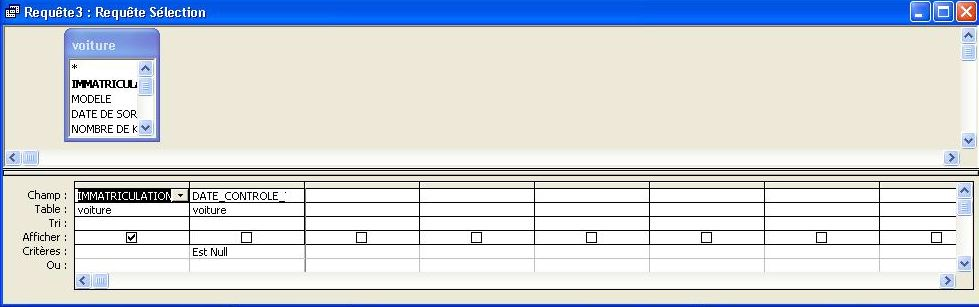 Requête3 : Requête Sélection
voiture
*
IMMATRICUL
MODELE
DATE DE SOR
NOMBRE DE K
Champ : IMMATRICULATION DATE_CONTROLE_
Table : voiture voiture
Tri :
Afficher :
Critères : Est Null
Ou :